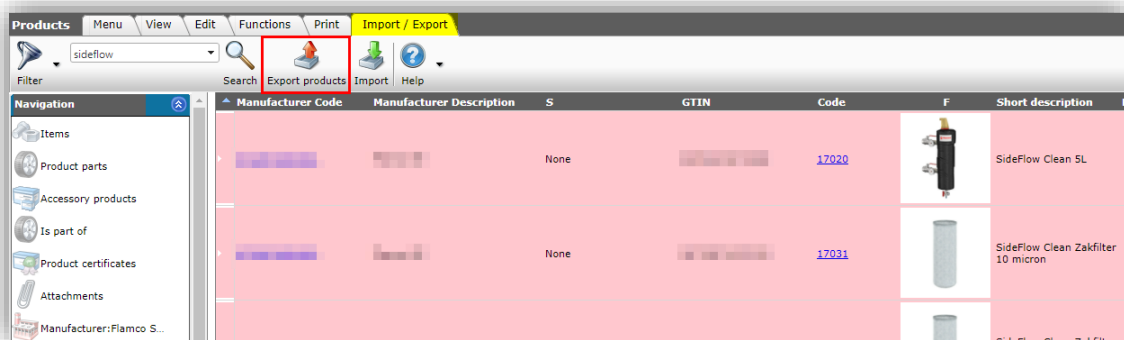 Products Menu View Edit Functions Print Import / Export
sideflow
Filter Search Export products Import Help
Navigation
Manufacturer Code Manufacturer Description S GTIN Code F Short description
Items
Product parts
Accessory products
Is part of
Product certificates
Attachments
Manufacturer:Flamco S...
None 17020 SideFlow Clean 5L
None 17031 SideFlow Clean Zakfilter
10 micron